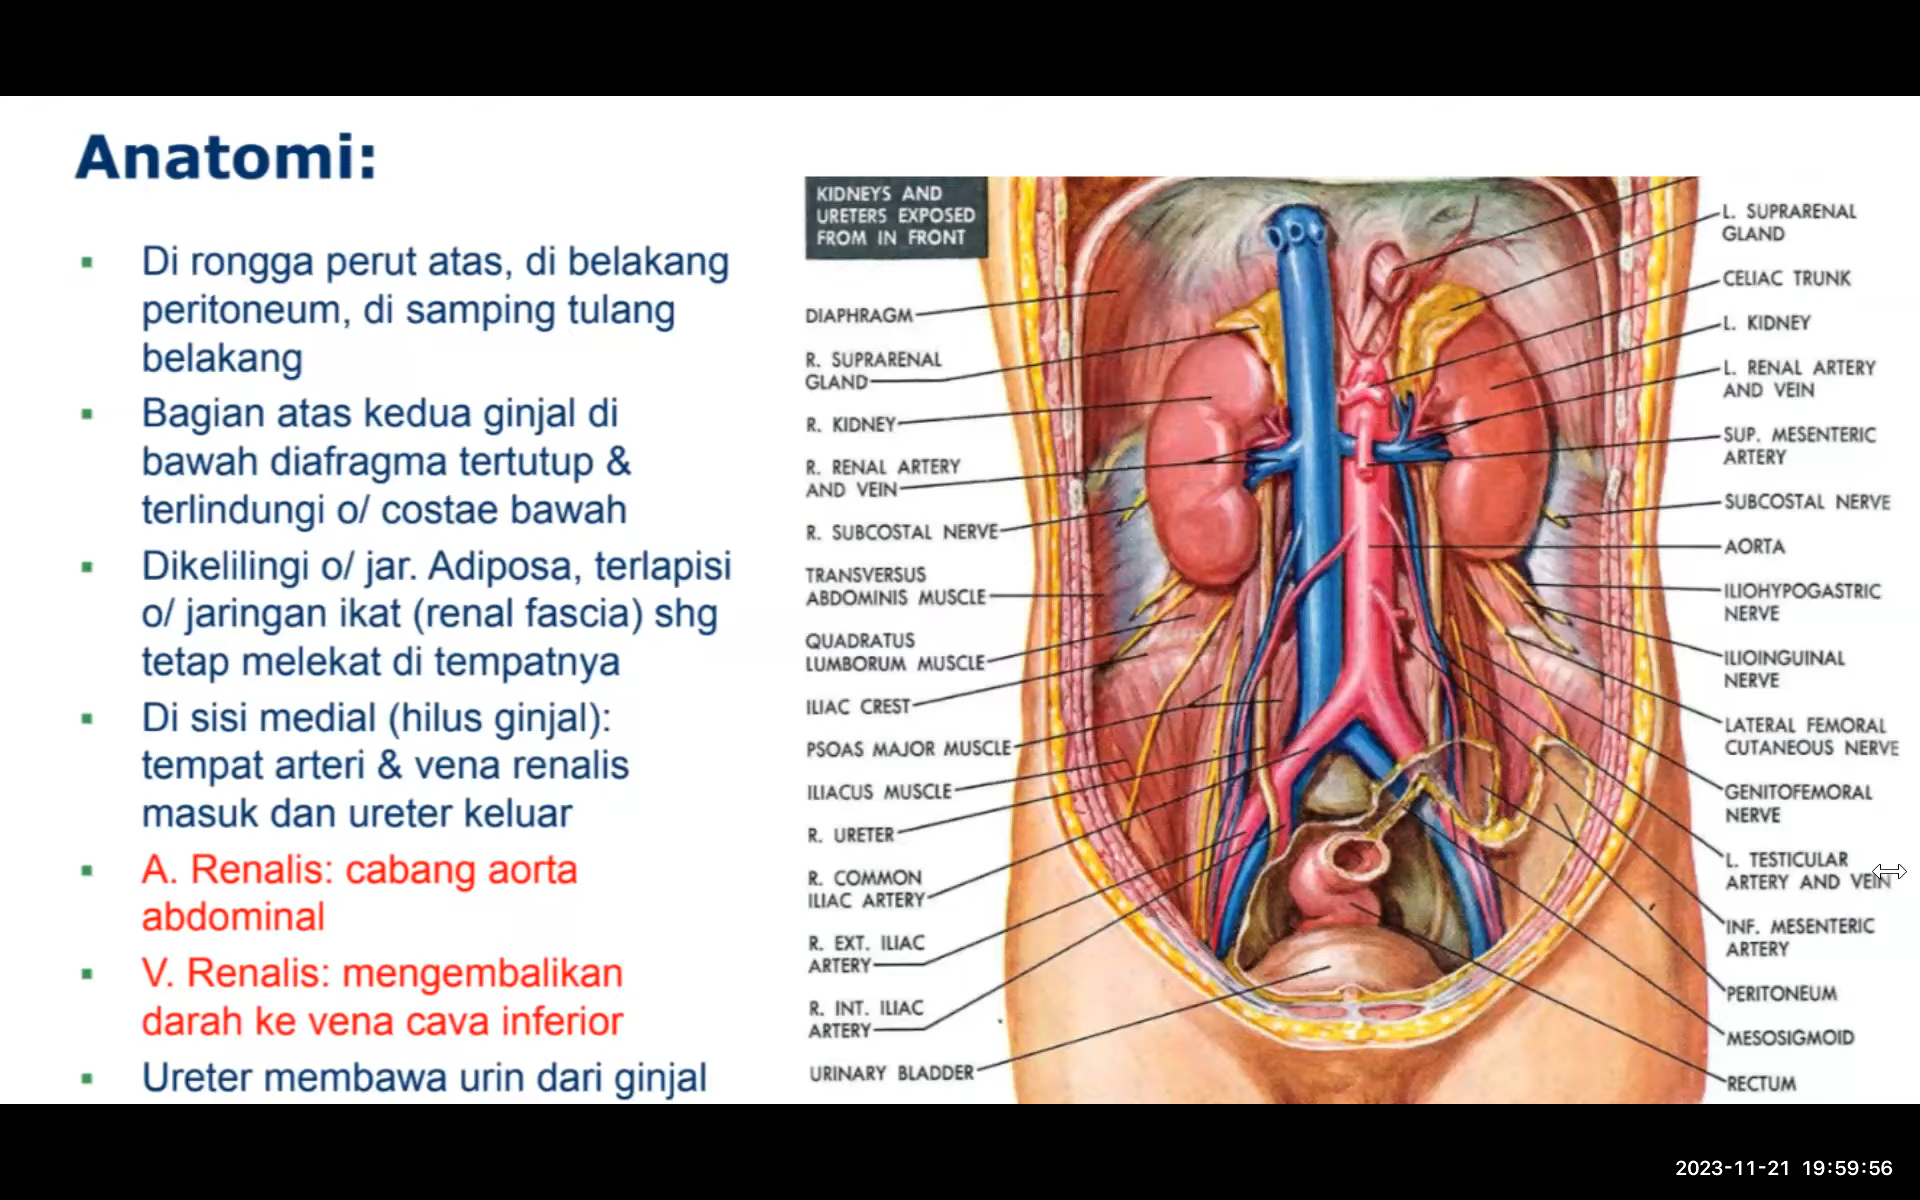 Anatomi:
▪ Di rongga perut atas, di belakang
peritoneum, di samping tulang
belakang
▪ Bagian atas kedua ginjal di
bawah diafragma tertutup &
terlindungi o/ costae bawah
▪ Dikelilingi o/ jar. Adiposa, terlapisi
o/ jaringan ikat (renal fascia) shg
tetap melekat di tempatnya
▪ Di sisi medial (hilus ginjal):
tempat arteri & vena renalis
masuk dan ureter keluar
▪ A. Renalis: cabang aorta
abdominal
▪ V. Renalis: mengembalikan
darah ke vena cava inferior
▪ Ureter membawa urin dari ginjal
KIDNEYS AND
URETERS EXPOSED
FROM IN FRONT
DIAPHRAGM
R. SUPRARENAL
GLAND
R. KIDNEY
R. RENAL ARTERY
AND VEIN
R. SUBCOSTAL NERVE
TRANSVERSUS
ABDOMINIS MUSCLE
QUADRATUS
LUMBORUM MUSCLE
ILIAC CREST
PSOAS MAJOR MUSCLE
ILIACUS MUSCLE
R. URETER
R. COMMON
ILIAC ARTERY
R. EXT. ILIAC
ARTERY
R. INT. ILIAC
ARTERY
URINARY BLADDER
L. SUPRARENAL
GLAND
CELIAC TRUNK
L. KIDNEY
L. RENAL ARTERY
AND VEIN
SUP. MESENTERIC
ARTERY
SUBCOSTAL NERVE
AORTA
ILIOHYPOGASTRIC
NERVE
ILIOINGUINAL
NERVE
LATERAL FEMORAL
CUTANEOUS NERVE
GENITOFEMORAL
NERVE
L. TESTICULAR
ARTERY AND VEIN
INF. MESENTERIC
ARTERY
PERITONEUM
MESOSIGMOID
RECTUM
2023-11-21 19:59:56